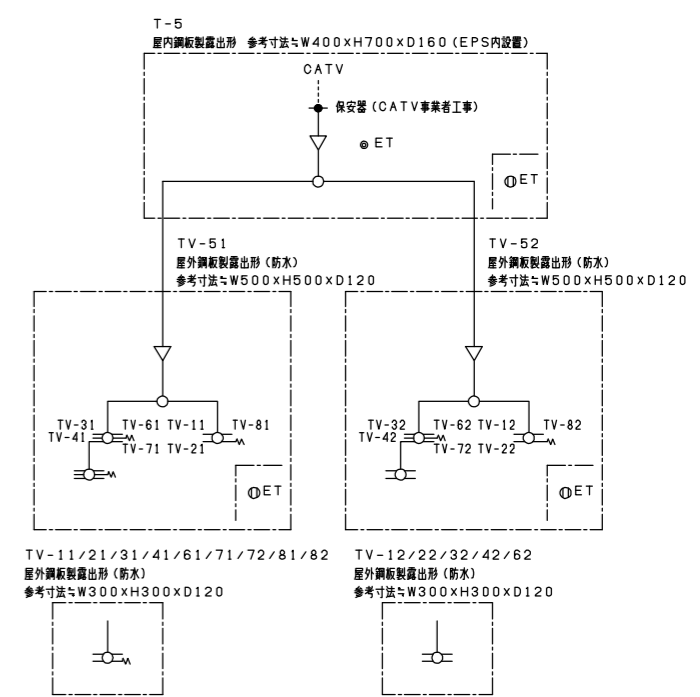 T-5
屋内鋼板製露出形 参考寸法≒W400×H700×D160(EPS内設置)
CATV
保安器(CATV事業者工事)
ET
ET
TV-51
屋外鋼板製露出形(防水)
参考寸法≒W500×H500×D120
TV-52
屋外鋼板製露出形(防水)
参考寸法≒W500×H500×D120
TV-31 TV-61 TV-11 TV-81
TV-41
TV-71 TV-21
ET
TV-32 TV-62 TV-12 TV-82
TV-42
TV-72 TV-22
ET
TV-11/21/31/41/61/71/72/81/82
屋外鋼板製露出形(防水)
参考寸法≒W300×H300×D120
TV-12/22/32/42/62
屋外鋼板製露出形(防水)
参考寸法≒W300×H300×D120